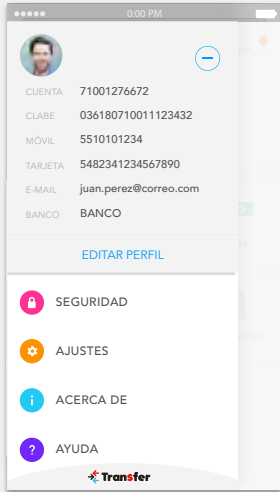 0:00 PM
CUENTA 71001276672
CLABE 036180710011123432
MÓVIL 5510101234
TARJETA 5482341234567890
E-MAIL juan.perez@correo.com
BANCO BANCO
EDITAR PERFIL
SEGURIDAD
AJUSTES
ACERCA DE
AYUDA
Transfer